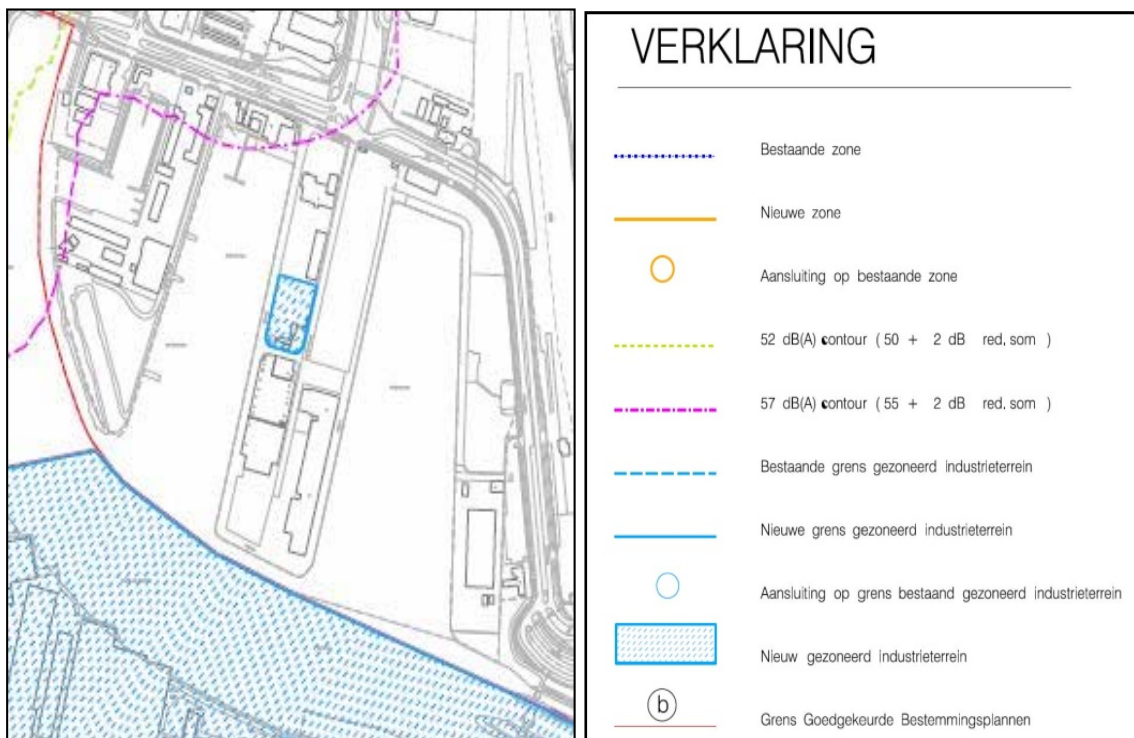 VERKLARING
Bestaande zone
Nieuwe zone
Aansluiting op bestaande zone
52 dB(A) contour ( 50 + 2 dB red. som )
57 dB(A) contour ( 55 + 2 dB red. som )
Bestaande grens gezoneerd industrieterrein
Nieuwe grens gezoneerd industrieterrein
Aansluiting op grens bestaand gezoneerd industrieterrein
Nieuw gezoneerd industrieterrein
b
Grens Goedgekeurde Bestemmingsplannen